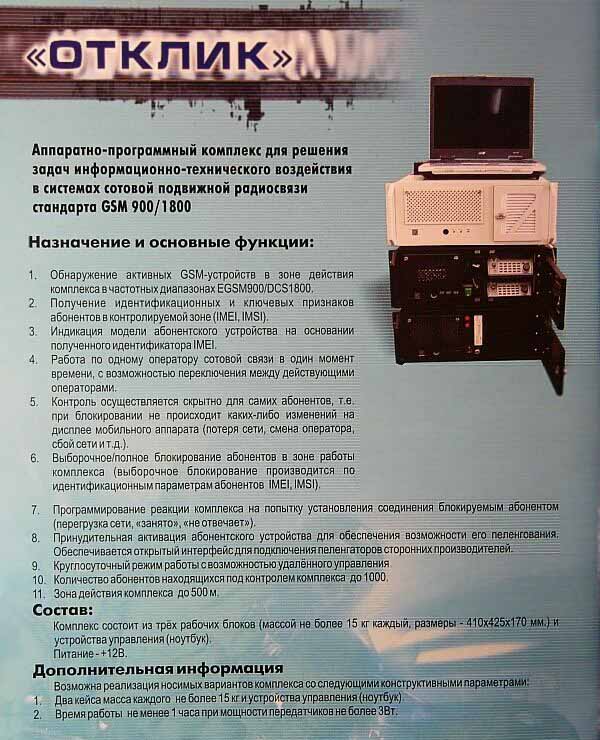 «ОТКЛИК»
Аппаратно-программный комплекс для решения
задач информационно-технического воздействия
в системах сотовой подвижной радиосвязи
стандарта GSM 900/1800
Назначение и основные функции:
1. Обнаружение активных GSM-устройств в зоне действия
комплекса в частотных диапазонах EGSM900/DCS1800.
2. Получение идентификационных и ключевых признаков
абонентов в контролируемой зоне (IMEI, IMSI).
3. Индикация модели абонентского устройства на основании
полученного идентификатора IMEI.
4. Работа по одному оператору сотовой связи в один момент
времени, с возможностью переключения между действующими
операторами.
5. Контроль осуществляется скрытно для самих абонентов, т.е.
при блокировании не происходит каких-либо изменений на
дисплее мобильного аппарата (потеря сети, смена оператора,
сбой сети и т.д.).
6. Выборочное/полное блокирование абонентов в зоне работы
комплекса (выборочное блокирование производится по
идентификационным параметрам абонентов IMEI, IMSI).
7. Программирование реакции комплекса на попытку установления соединения блокируемым абонентом
(перегрузка сети, «занято», «не отвечает»).
8. Принудительная активация абонентского устройства для обеспечения возможности его пеленгования.
Обеспечивается открытый интерфейс для подключения пеленгаторов сторонних производителей.
9. Круглосуточный режим работы с возможностью удалённого управления
10. Количество абонентов находящихся под контролем комплекса до 1000.
11. Зона действия комплекса до 500 м.
Состав:
Комплекс состоит из трёх рабочих блоков (массой не более 15 кг каждый, размеры - 410x425x170 мм.) и
устройства управления (ноутбук).
Питание - +12В.
Дополнительная информация
Возможна реализация носимых вариантов комплекса со следующими конструктивными параметрами:
1. Два кейса масса каждого не более 15 кг и устройства управления (ноутбук).
2. Время работы не менее 1 часа при мощности передатчиков не более 3Вт.